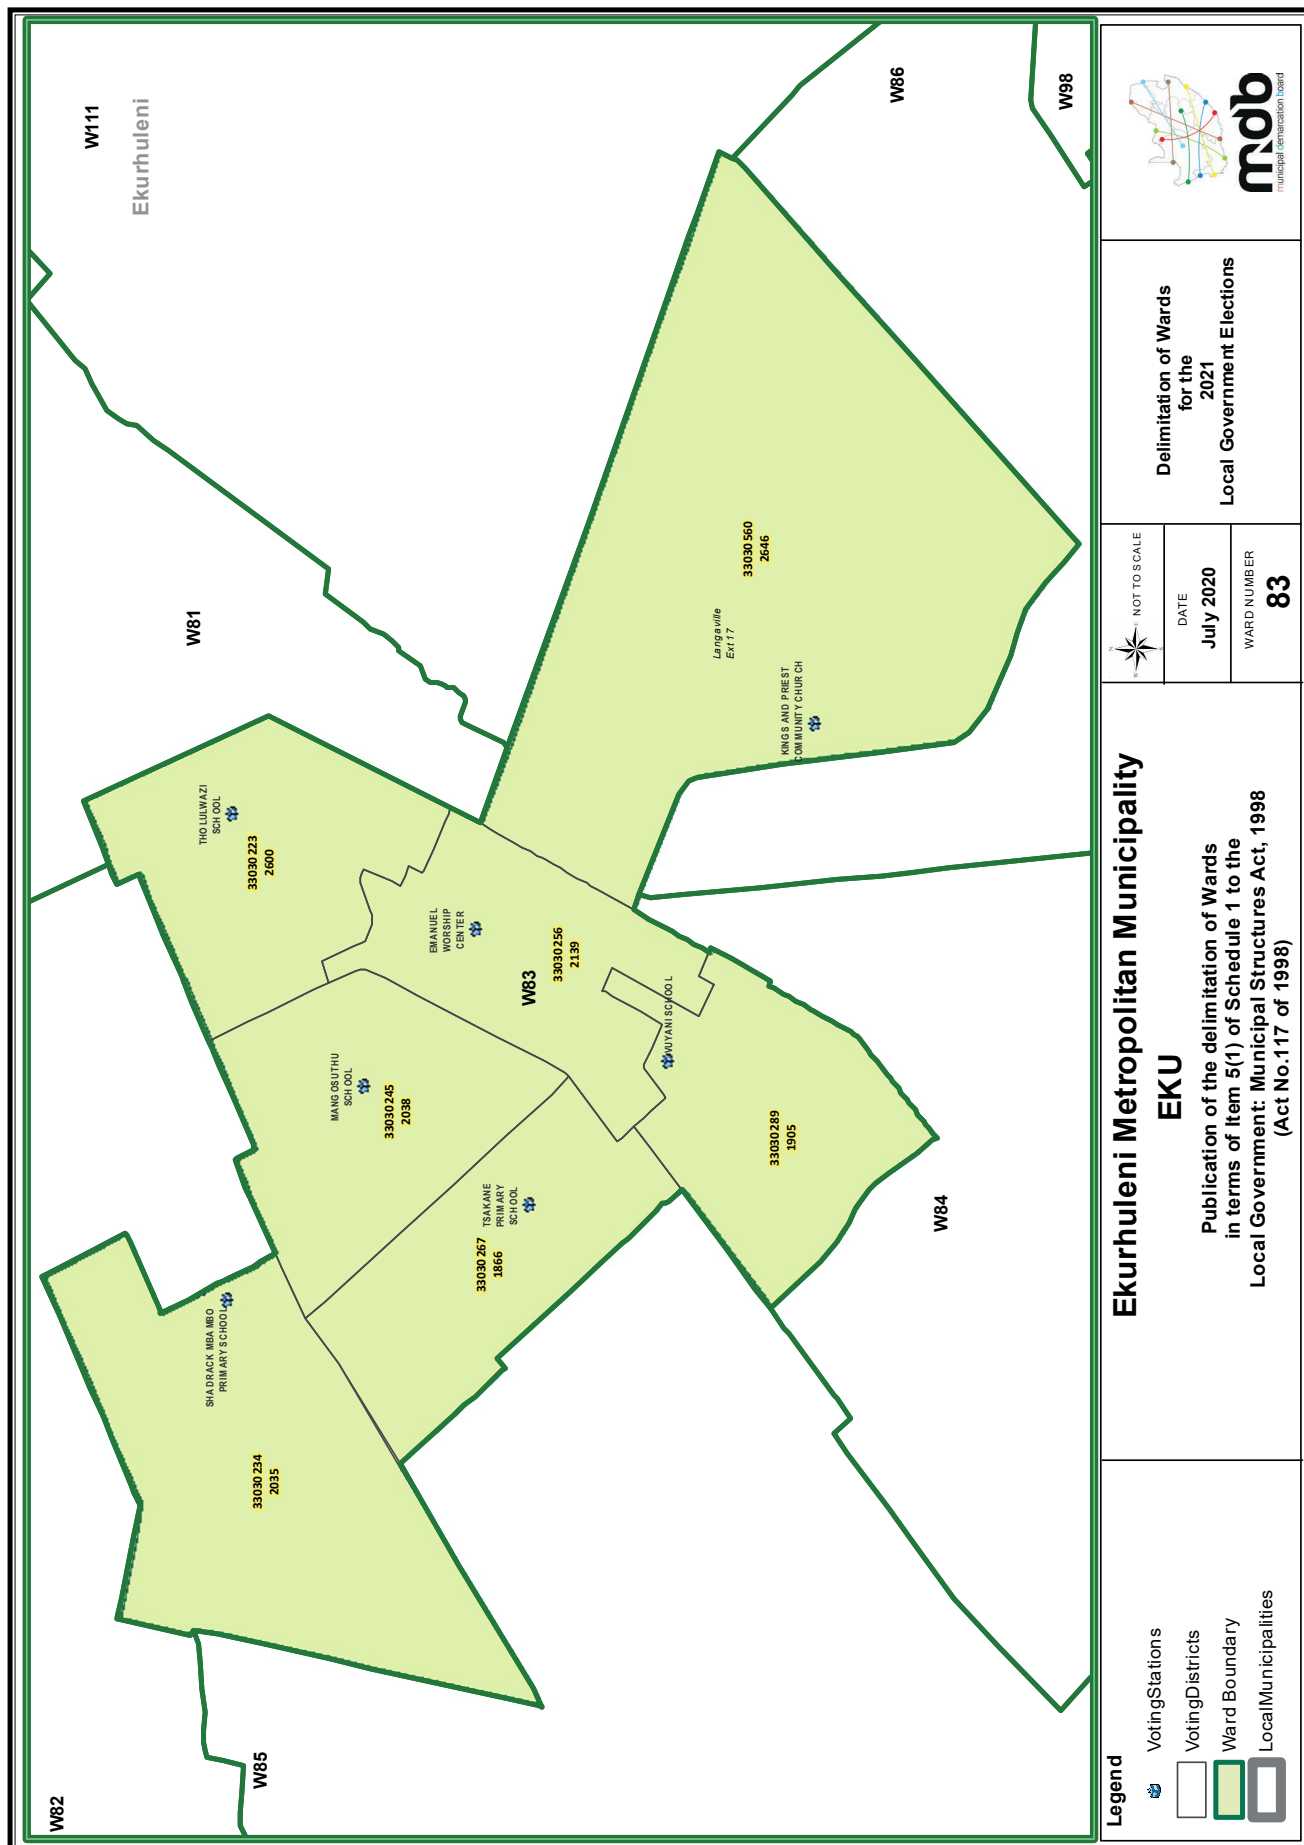 W82
W85
W81
W111
Ekurhuleni
W86
W98
W84
W83
SHADRACK MBAMBO
PRIMARY SCHOOL
33030234
2035
MANGOSUTHU
SCHOOL
33030245
2038
THOLULWAZI
SCHOOL
33030223
2600
EMANUEL
WORSHIP
CENTER
33030256
2139
33030267
1866
TSAKANE
PRIMARY
SCHOOL
VUYANI SCHOOL
33030289
1905
33030560
2646
Langaville
Ext 17
KINGS AND PRIEST
COMMUNITY CHURCH
Legend
VotingStations
VotingDistricts
Ward Boundary
LocalMunicipalities
Ekurhuleni Metropolitan Municipality
EKU
Publication of the delimitation of Wards
in terms of Item 5(1) of Schedule 1 to the
Local Government: Municipal Structures Act, 1998
(Act No.117 of 1998)
N
W
E
S
NOT TO SCALE
DATE
July 2020
WARD NUMBER
83
Delimitation of Wards
for the
2021
Local Government Elections
mdb
municipal demarcation board